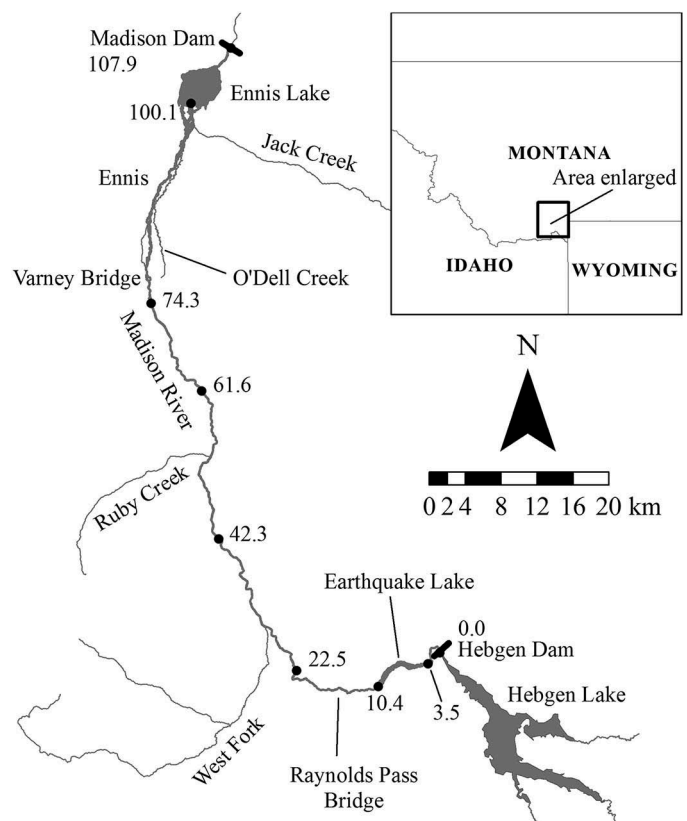 Madison Dam
107.9
Ennis Lake
100.1
Jack Creek
Ennis
MONTANA
Area enlarged
IDAHO
WYOMING
O'Dell Creek
Varney Bridge
74.3
Madison River
61.6
N
0 2 4 8 12 16 20 km
Ruby Creek
42.3
Earthquake Lake
0.0
Hebgen Dam
22.5
10.4
3.5
Hebgen Lake
West Fork
Raynolds Pass
Bridge